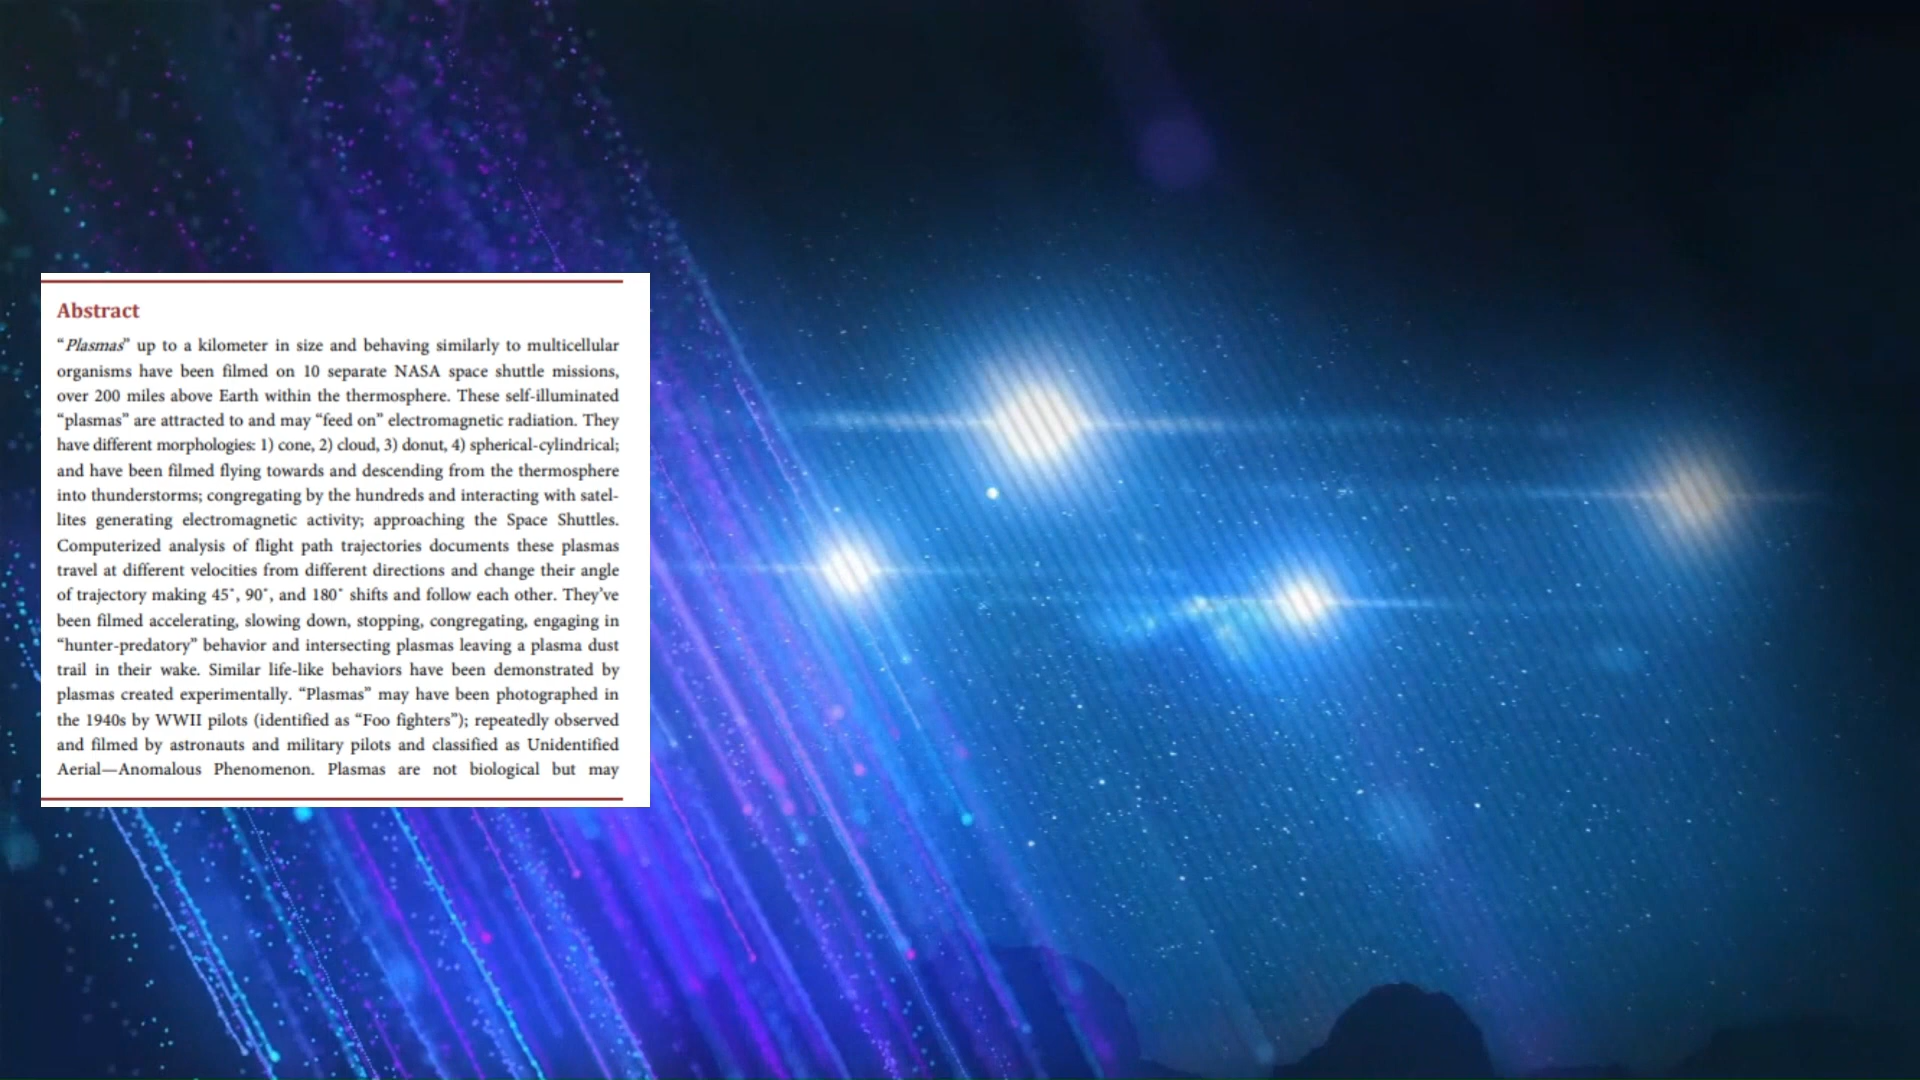 Abstract
“Plasmas” up to a kilometer in size and behaving similarly to multicellular
organisms have been filmed on 10 separate NASA space shuttle missions,
over 200 miles above Earth within the thermosphere. These self-illuminated
“plasmas” are attracted to and may “feed on” electromagnetic radiation. They
have different morphologies: 1) cone, 2) cloud, 3) donut, 4) spherical-cylindrical;
and have been filmed flying towards and descending from the thermosphere
into thunderstorms; congregating by the hundreds and interacting with satel-
lites generating electromagnetic activity; approaching the Space Shuttles.
Computerized analysis of flight path trajectories documents these plasmas
travel at different velocities from different directions and change their angle
of trajectory making 45˚, 90˚, and 180˚ shifts and follow each other. They’ve
been filmed accelerating, slowing down, stopping, congregating, engaging in
“hunter-predatory” behavior and intersecting plasmas leaving a plasma dust
trail in their wake. Similar life-like behaviors have been demonstrated by
plasmas created experimentally. “Plasmas” may have been photographed in
the 1940s by WWII pilots (identified as “Foo fighters”); repeatedly observed
and filmed by astronauts and military pilots and classified as Unidentified
Aerial—Anomalous Phenomenon. Plasmas are not biological but may